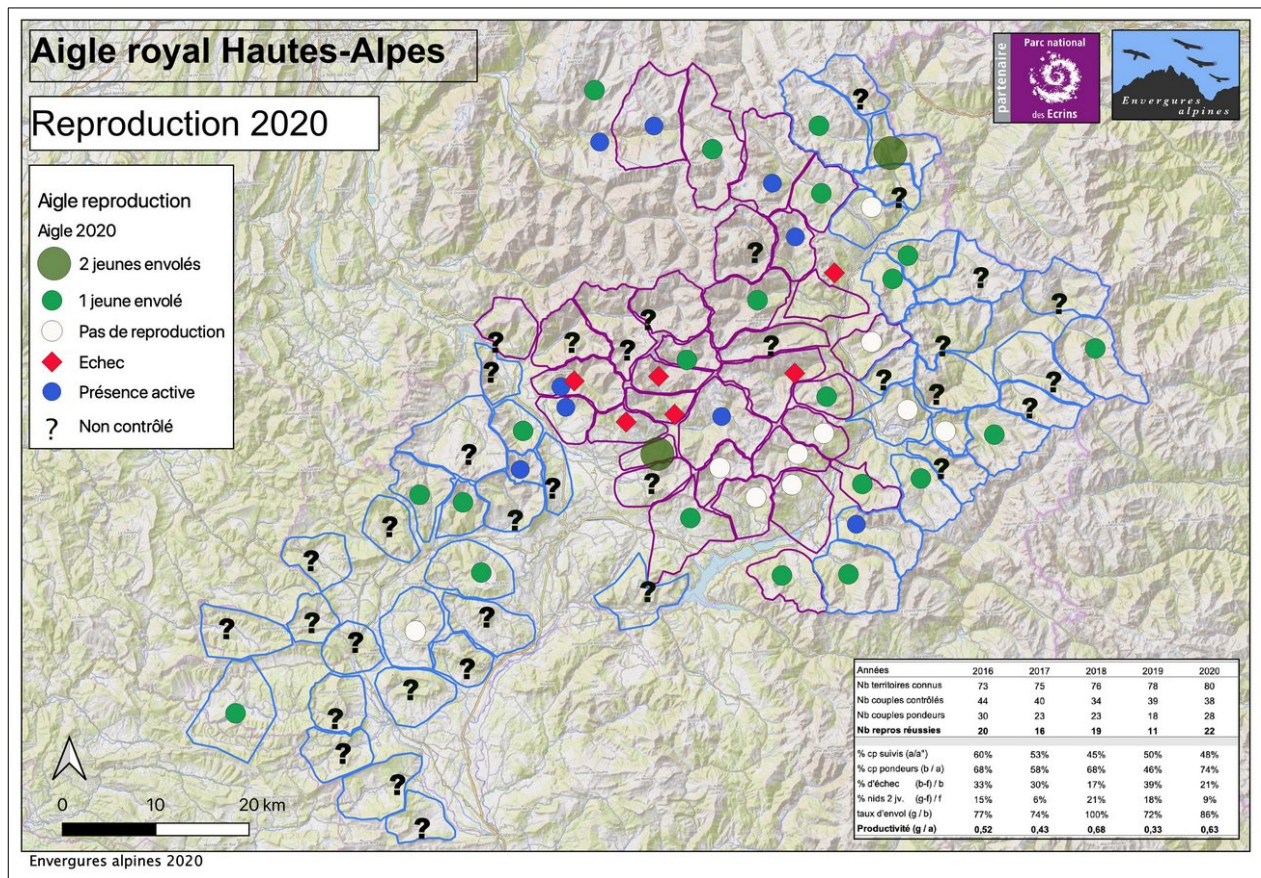 Aigle royal Hautes-Alpes
Reproduction 2020
partenaire
Parc national
des Ecrins
Envergures
alpines
Aigle reproduction
Aigle 2020
2 jeunes envolés
1 jeune envolé
Pas de reproduction
Echec
Présence active
? Non contrôlé
0 10 20 km
Années 2016 2017 2018 2019 2020
Nb territoires connus 73 75 76 78 80
Nb couples contrôlés 44 40 34 39 38
Nb couples pondeurs 30 23 23 18 28
Nb repros réussies 20 16 19 11 22
% cp suivis (a/a") 60% 53% 45% 50% 48%
% cp pondeurs (b / a) 68% 58% 68% 46% 74%
% d'échec (b-f) / b 33% 30% 17% 39% 21%
% nids 2 jv. (g-f) / f 15% 6% 21% 18% 9%
taux d'envol (g / b) 77% 74% 100% 72% 86%
Productivité (g / a) 0,52 0,43 0,68 0,33 0,63
Envergures alpines 2020